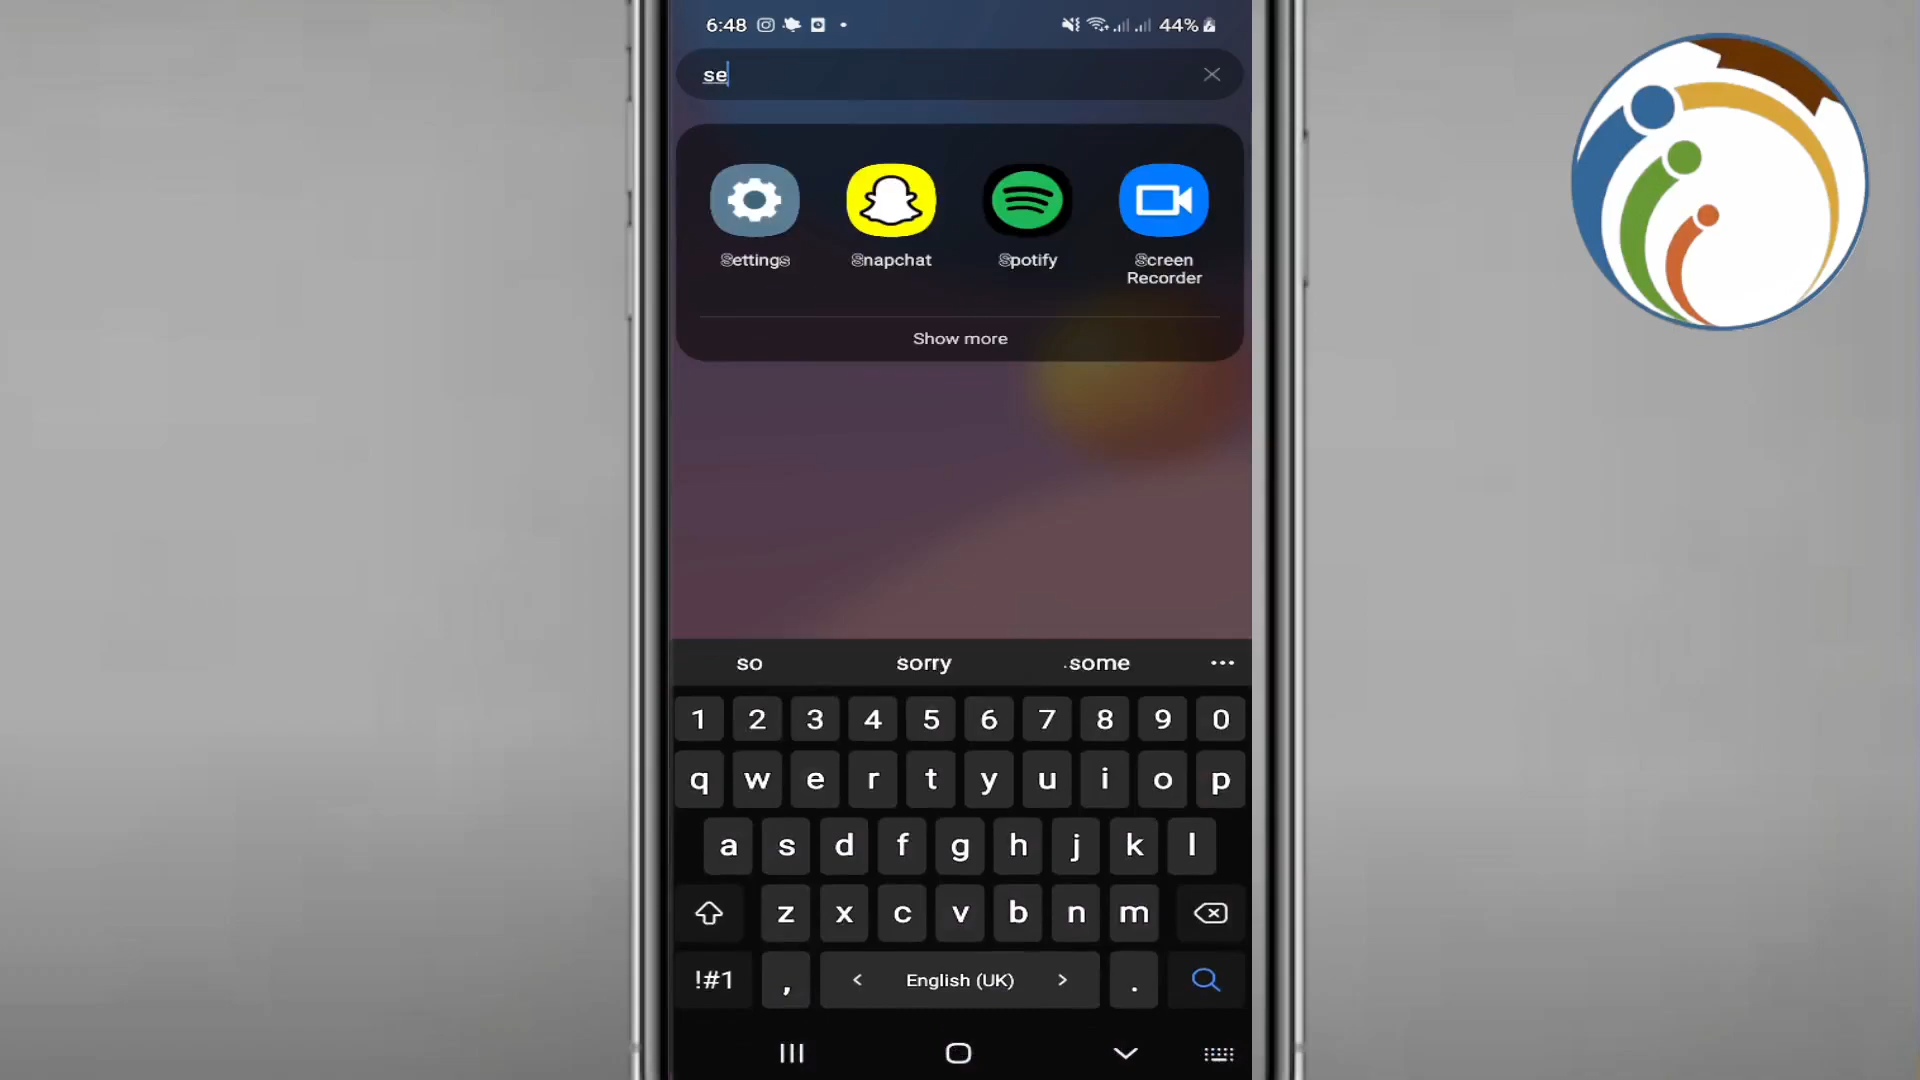 6:48 44%
se
Settings Snapchat Spotify Screen Recorder
Show more
so sorry .some
1 2 3 4 5 6 7 8 9 0
q w e r t y u i o p
a s d f g h j k l
z x c v b n m
!#1 , < English (UK) > .